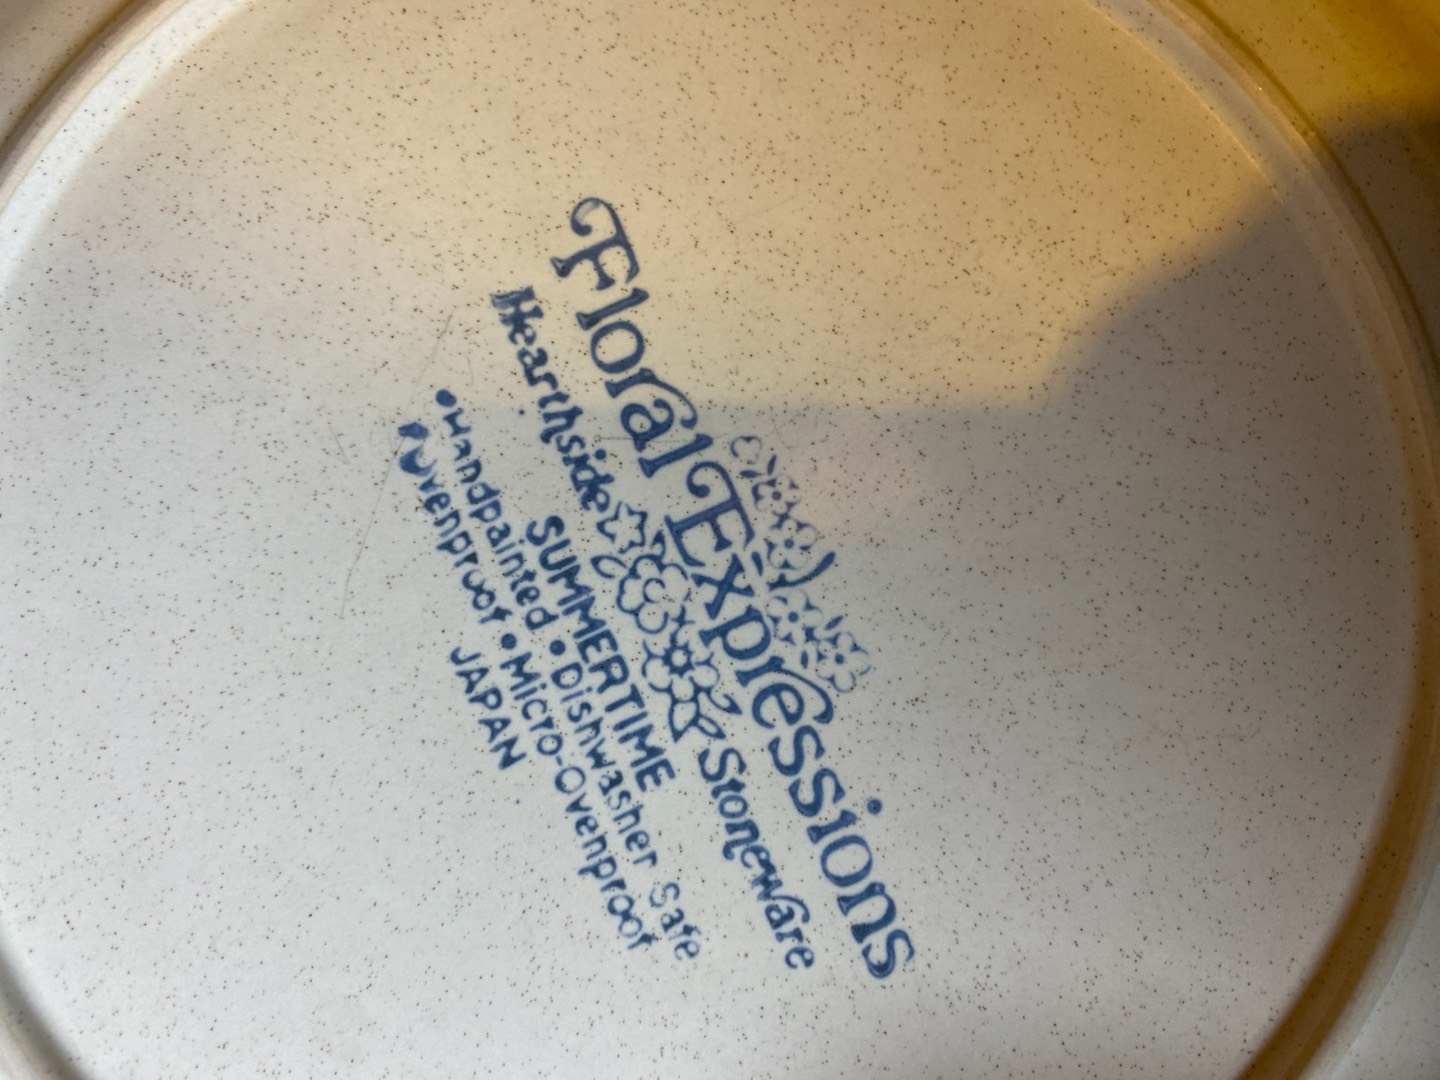 Floral Expressions
Hearthside Stoneware
SUMMERTIME
• Handpainted • Dishwasher Safe
• Ovenproof • Micro-Ovenproof
JAPAN